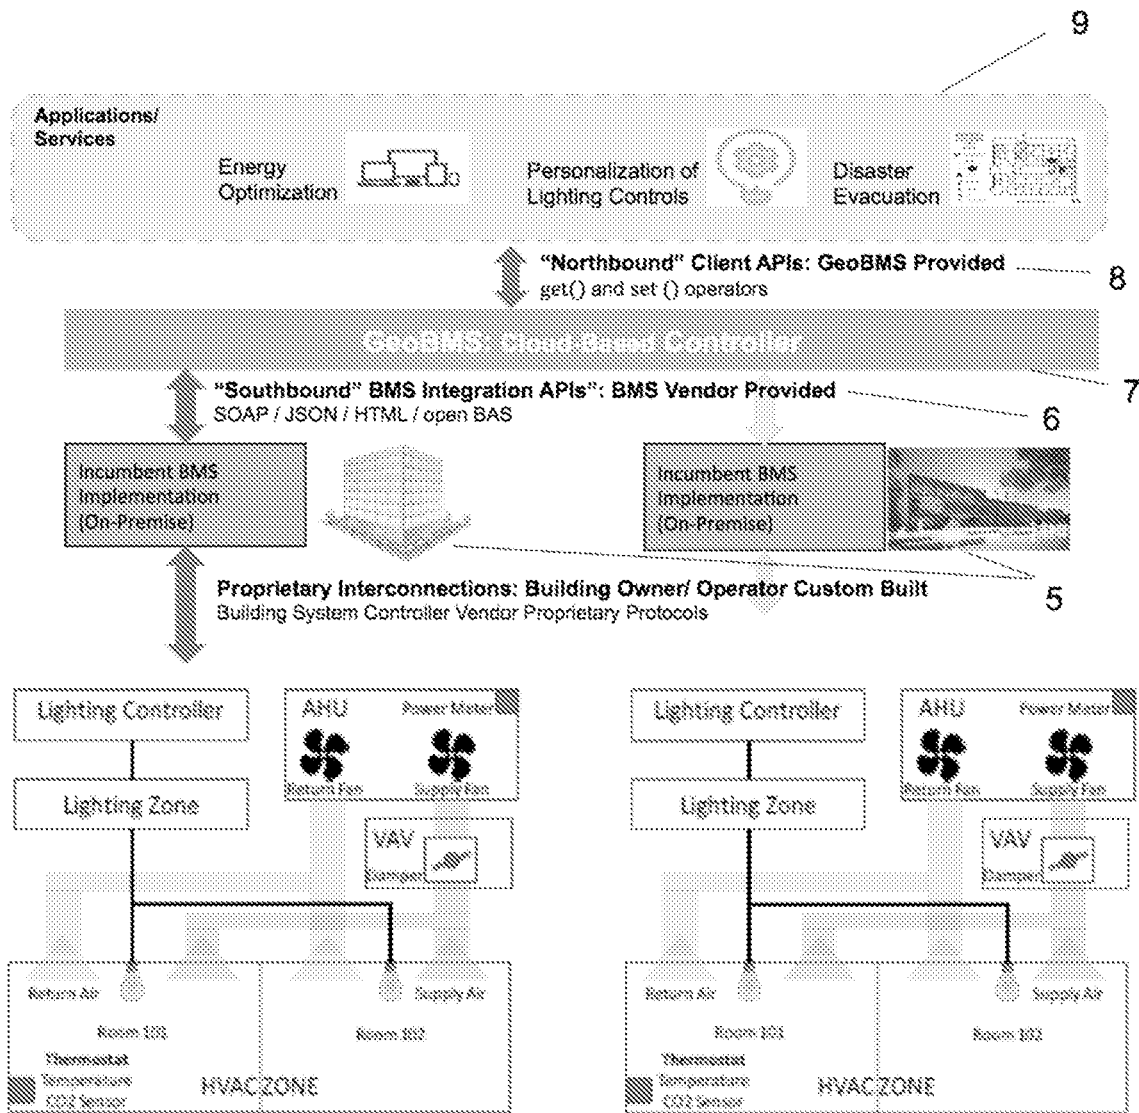 9
Applications/
Services
Energy
Optimization
Personalization of
Lighting Controls
Disaster
Evacuation
"Northbound" Client APIs: GeoBMS Provided
8
get() and set () operators
GeoBMS: Cloud Based Controller
7
"Southbound" BMS Integration APIs": BMS Vendor Provided
6
SOAP / JSON / HTML / open BAS
Incumbent BMS
Implementation
(On-Premise)
Incumbent BMS
Implementation
(On-Premise)
5
Proprietary Interconnections: Building Owner/ Operator Custom Built
Building System Controller Vendor Proprietary Protocols
Lighting Controller
AHU
Power Meter
Return Fan
Supply Fan
Lighting Zone
VAV
Damper
Return Air
Supply Air
Room 101
Room 102
Thermostat
Temperature
CO2 Sensor
HVAC ZONE
Lighting Controller
AHU
Power Meter
Return Fan
Supply Fan
Lighting Zone
VAV
Damper
Return Air
Supply Air
Room 101
Room 102
Thermostat
Temperature
CO2 Sensor
HVAC ZONE